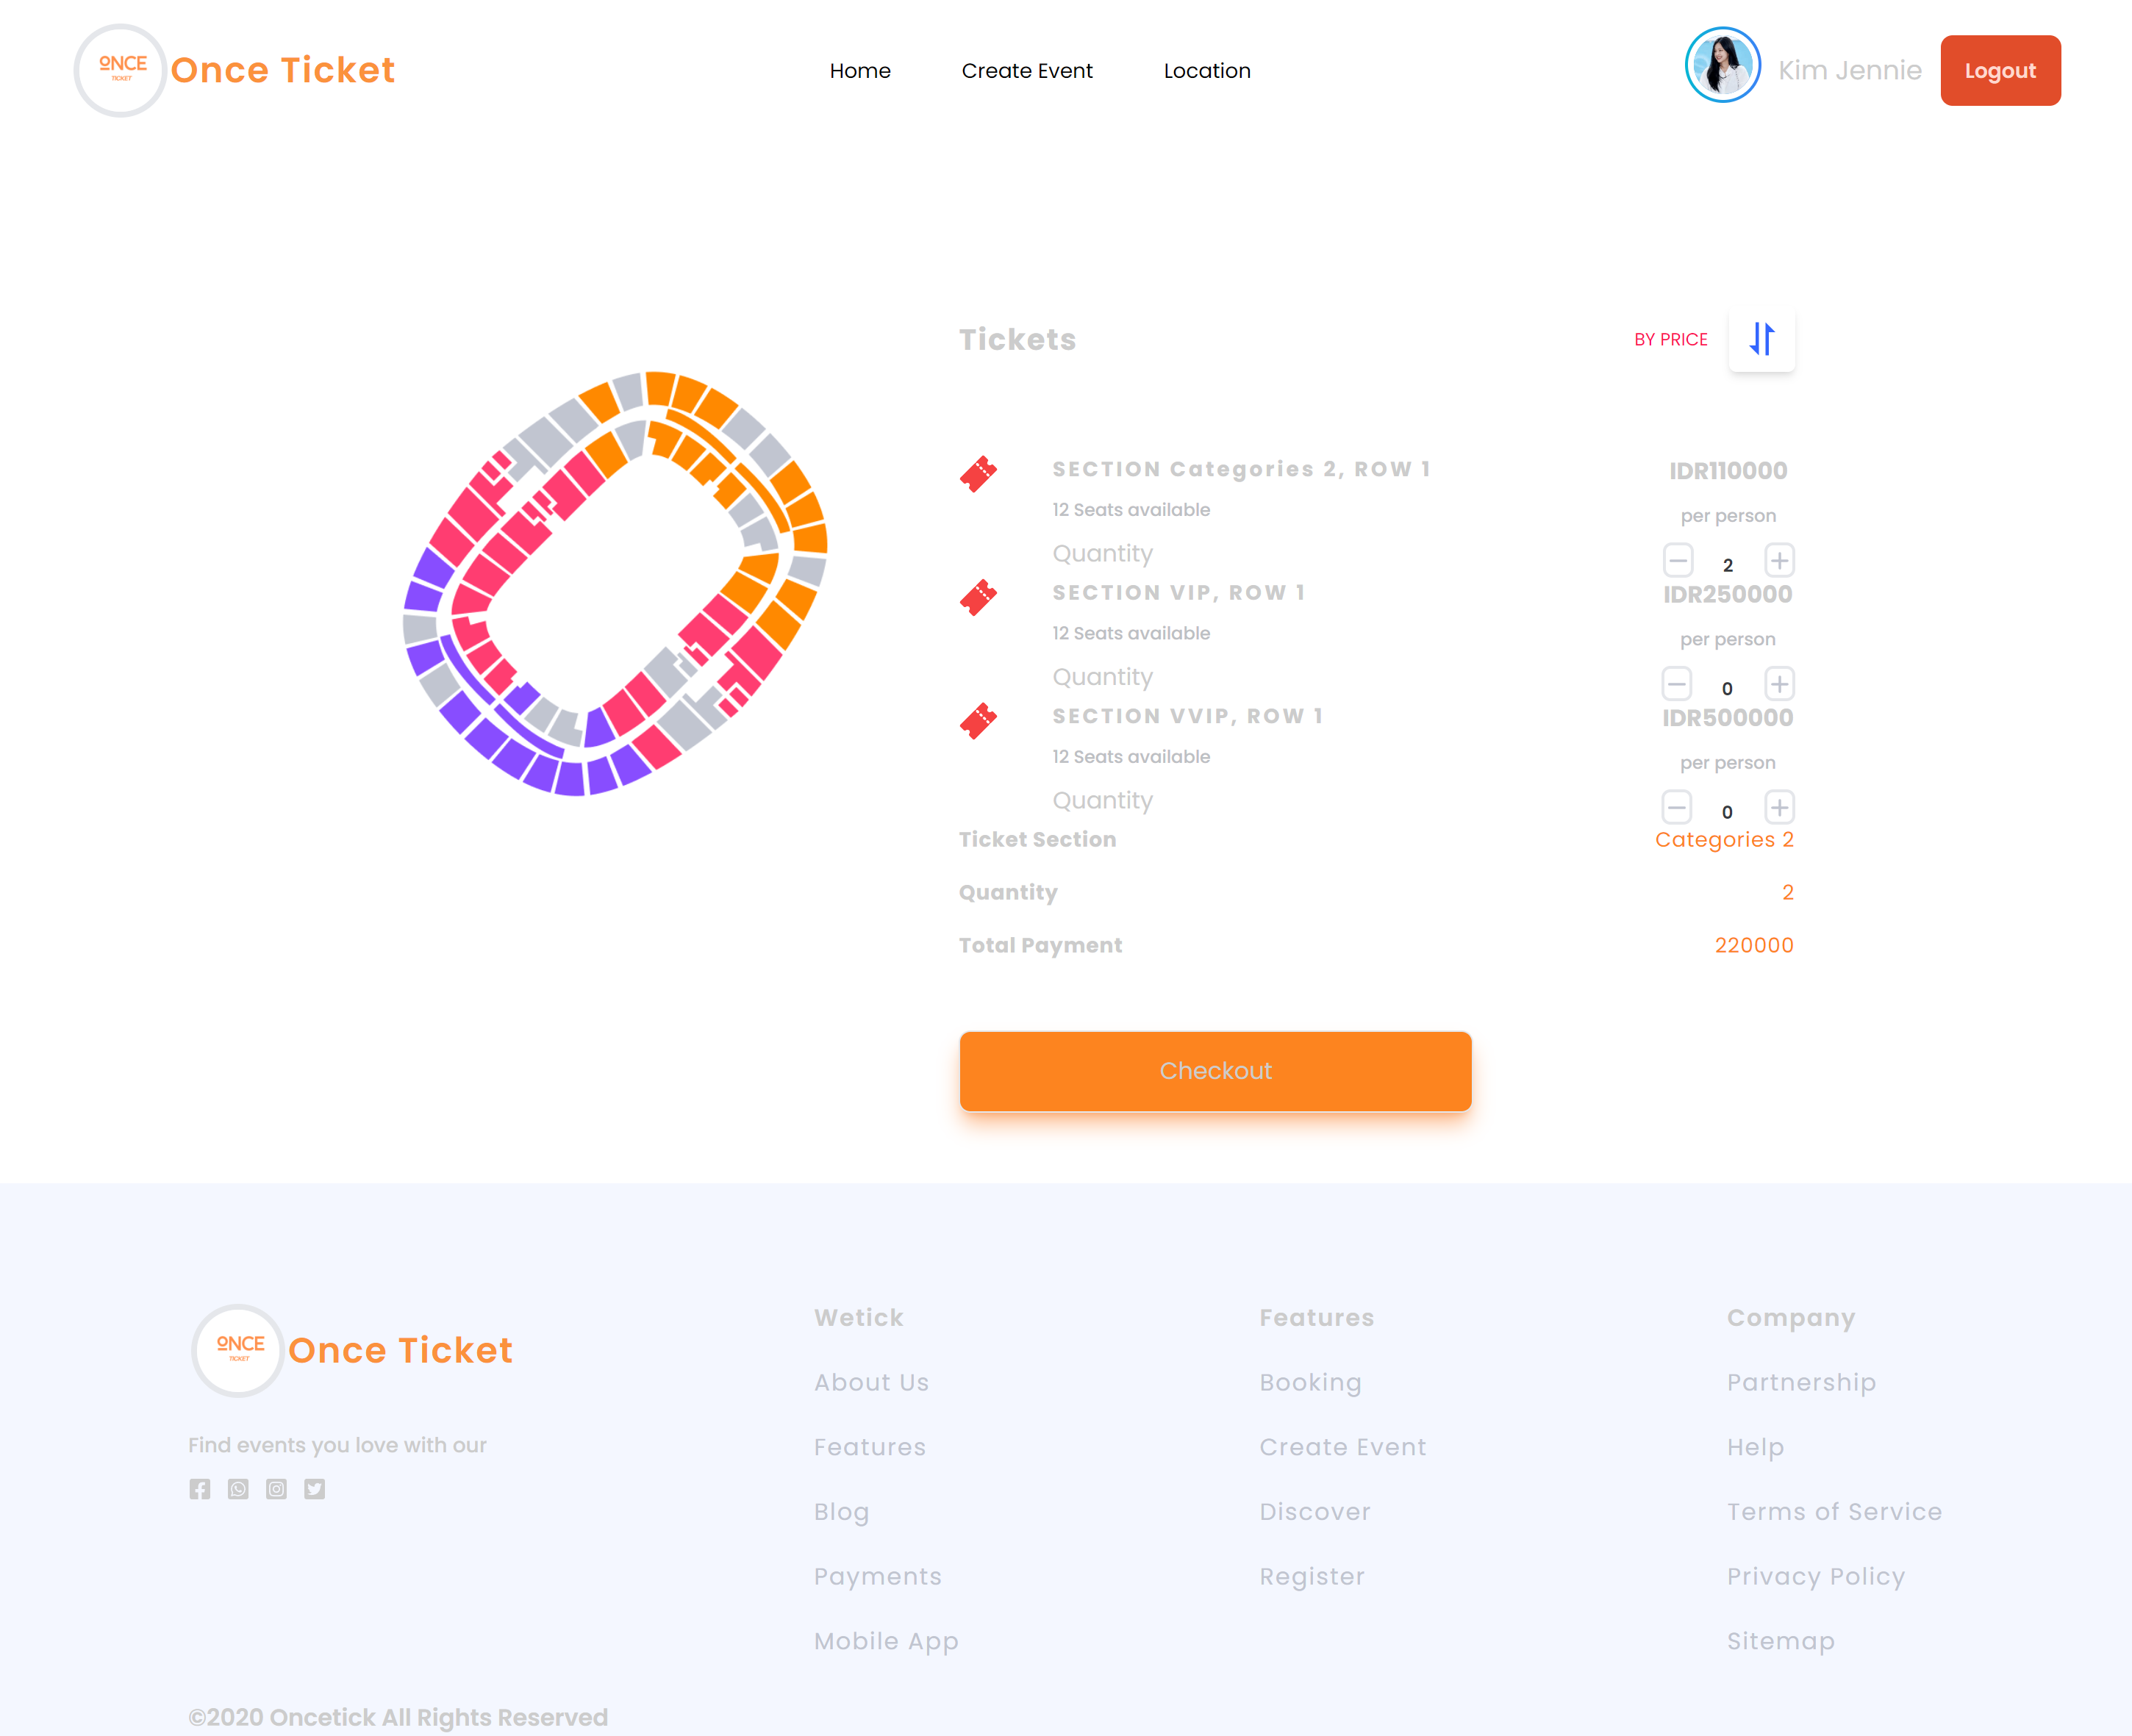 ONCE
TICKET
Once Ticket
Home
Create Event
Location
Kim Jennie
Logout
Tickets
BY PRICE
SECTION Categories 2, ROW 1
IDR110000
12 Seats available
per person
Quantity
2
SECTION VIP, ROW 1
IDR250000
12 Seats available
per person
Quantity
0
SECTION VVIP, ROW 1
IDR500000
12 Seats available
per person
Quantity
0
Ticket Section
Categories 2
Quantity
2
Total Payment
220000
Checkout
ONCE
TICKET
Once Ticket
Find events you love with our
Wetick
About Us
Features
Blog
Payments
Mobile App
Features
Booking
Create Event
Discover
Register
Company
Partnership
Help
Terms of Service
Privacy Policy
Sitemap
©2020 Oncetick All Rights Reserved